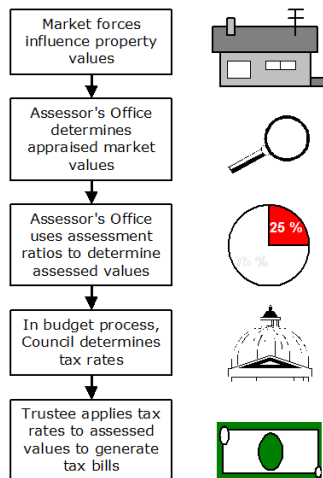 Market forces
influence property
values
Assessor's Office
determines
appraised market
values
Assessor's Office
uses assessment
ratios to determine
assessed values
25 %
In budget process,
Council determines
tax rates
Trustee applies tax
rates to assessed
values to generate
tax bills